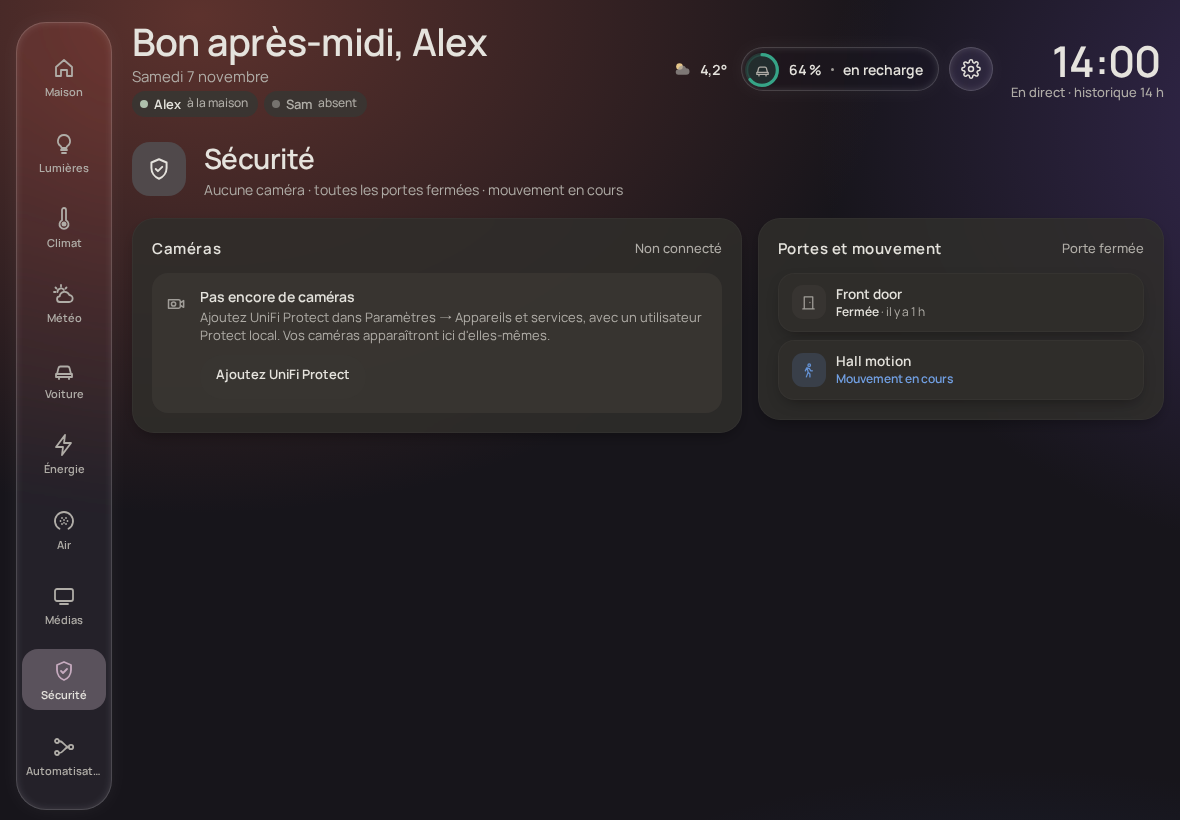 Bon après-midi, Alex
Samedi 7 novembre
Alex à la maison
Sam absent
4,2°
64 % · en recharge
14:00
En direct · historique 14 h
Maison
Lumières
Climat
Météo
Voiture
Énergie
Air
Médias
Sécurité
Automatisat…
Sécurité
Aucune caméra · toutes les portes fermées · mouvement en cours
Caméras
Non connecté
Pas encore de caméras
Ajoutez UniFi Protect dans Paramètres → Appareils et services, avec un utilisateur
Protect local. Vos caméras apparaîtront ici d'elles-mêmes.
Ajoutez UniFi Protect
Portes et mouvement
Porte fermée
Front door
Fermée · il y a 1 h
Hall motion
Mouvement en cours